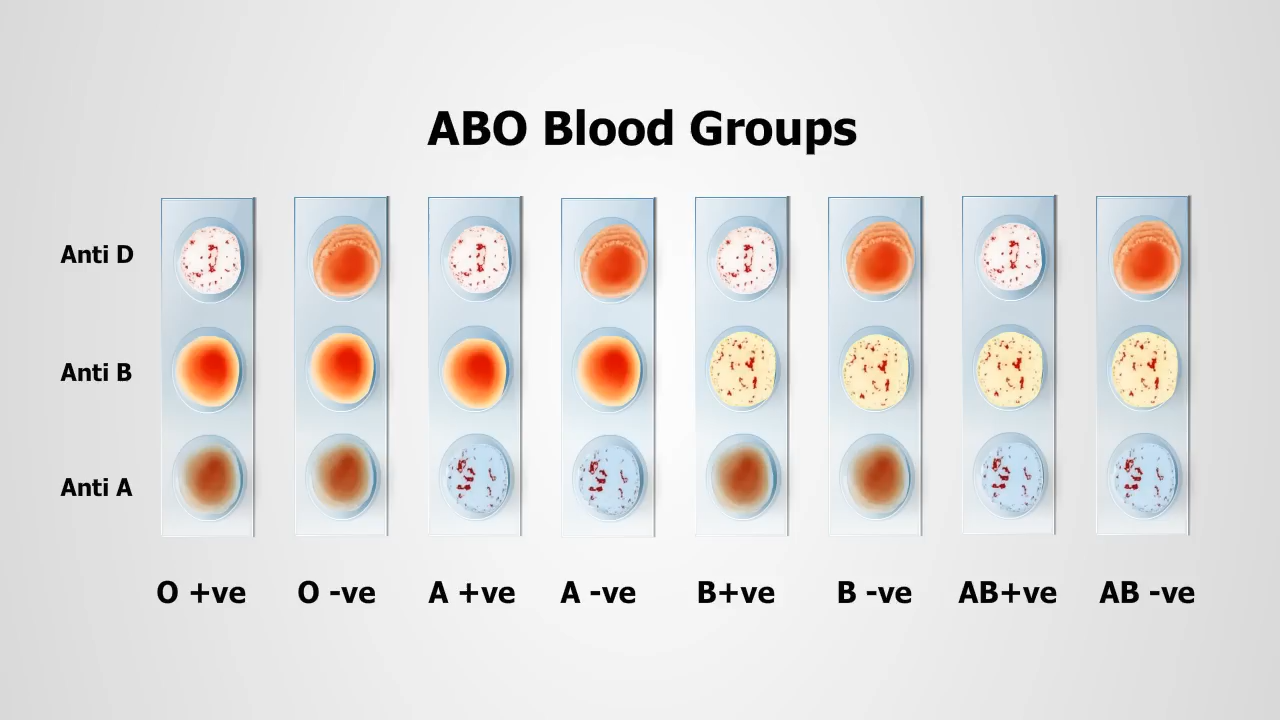 ABO Blood Groups
Anti D
Anti B
Anti A
O +ve O -ve A +ve A -ve B+ve B -ve AB+ve AB -ve